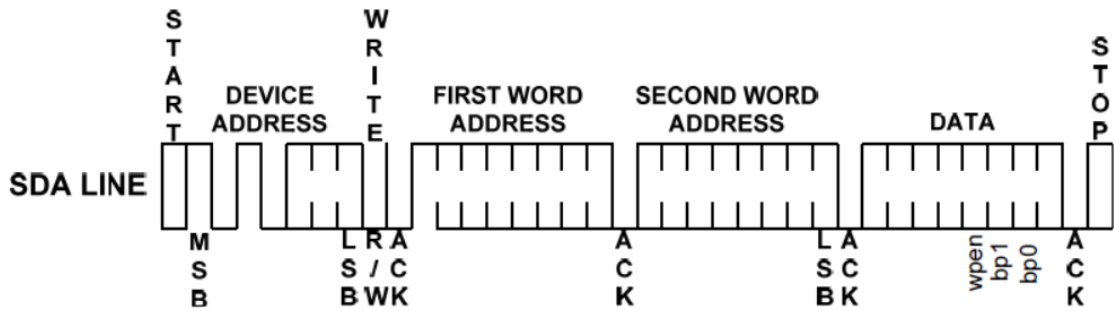 START
WRITE
STOP
DEVICE
ADDRESS
FIRST WORD
ADDRESS
SECOND WORD
ADDRESS
DATA
SDA LINE
MSB
LSB
R/W
ACK
ACK
LSB
ACK
wpen
bp1
bp0
ACK